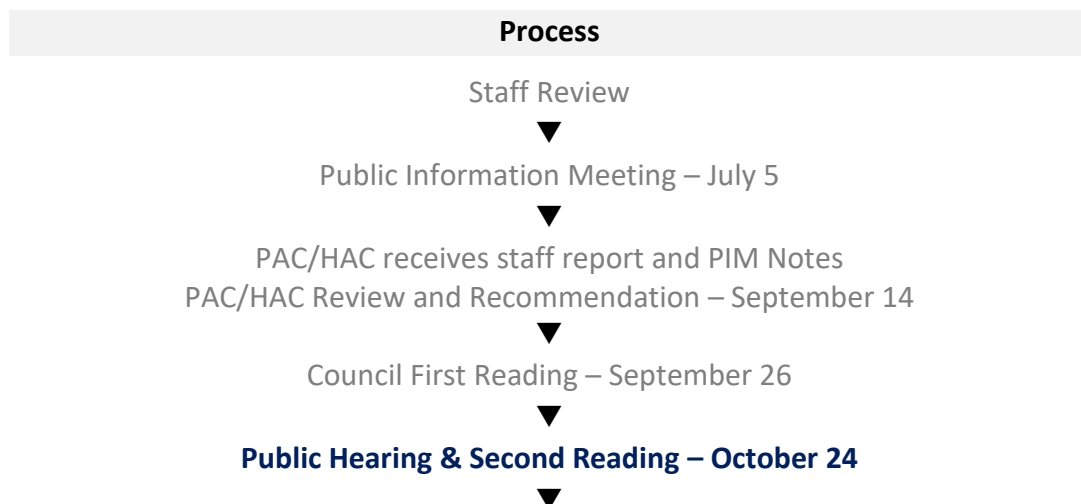 Process
Staff Review
Public Information Meeting – July 5
PAC/HAC receives staff report and PIM Notes
PAC/HAC Review and Recommendation – September 14
Council First Reading – September 26
Public Hearing & Second Reading – October 24